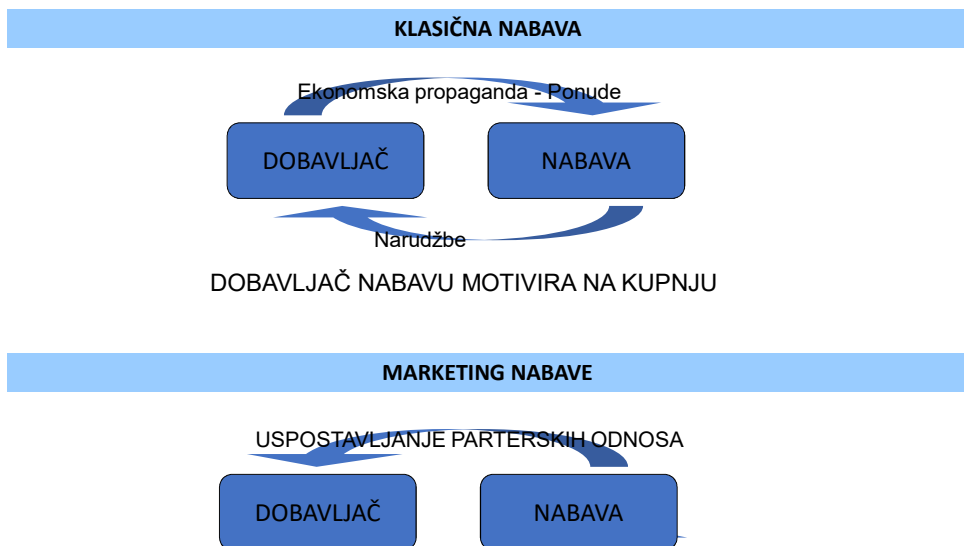 KLASIČNA NABAVA
Ekonomska propaganda - Ponude
DOBAVLJAČ
NABAVA
Narudžbe
DOBAVLJAČ NABAVU MOTIVIRA NA KUPNJU
MARKETING NABAVE
USPOSTAVLJANJE PARTERSKIH ODNOSA
DOBAVLJAČ
NABAVA